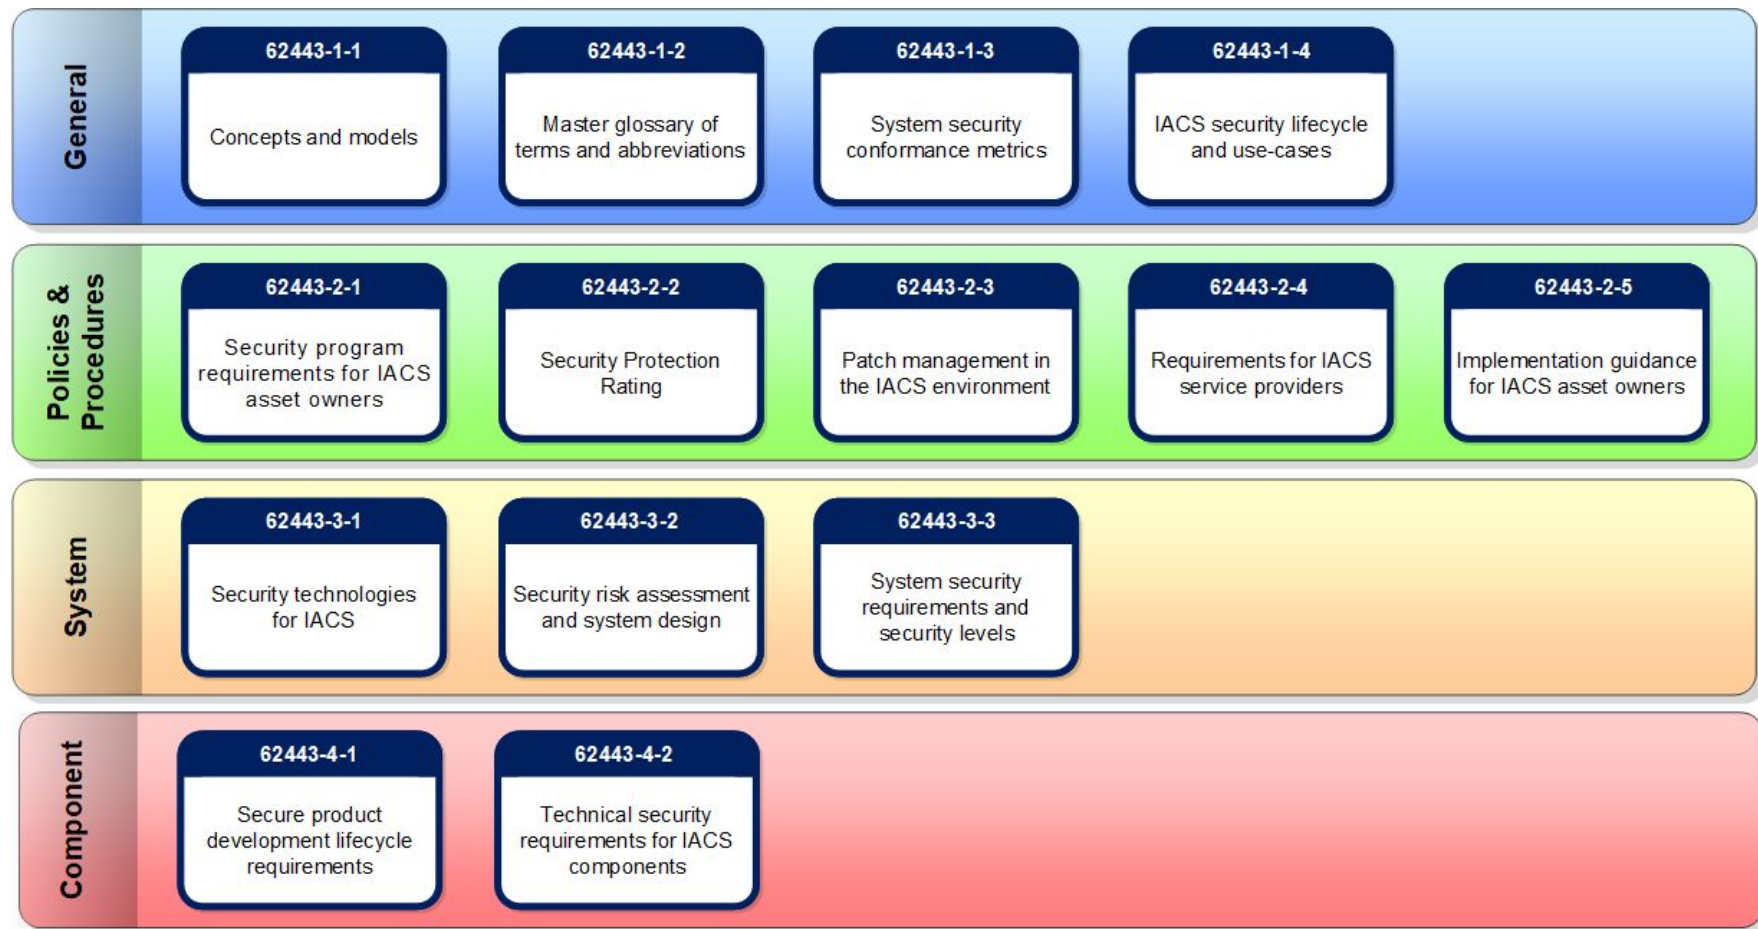 General
62443-1-1
Concepts and models
62443-1-2
Master glossary of
terms and abbreviations
62443-1-3
System security
conformance metrics
62443-1-4
IACS security lifecycle
and use-cases
Policies &
Procedures
62443-2-1
Security program
requirements for IACS
asset owners
62443-2-2
Security Protection
Rating
62443-2-3
Patch management in
the IACS environment
62443-2-4
Requirements for IACS
service providers
62443-2-5
Implementation guidance
for IACS asset owners
System
62443-3-1
Security technologies
for IACS
62443-3-2
Security risk assessment
and system design
62443-3-3
System security
requirements and
security levels
Component
62443-4-1
Secure product
development lifecycle
requirements
62443-4-2
Technical security
requirements for IACS
components